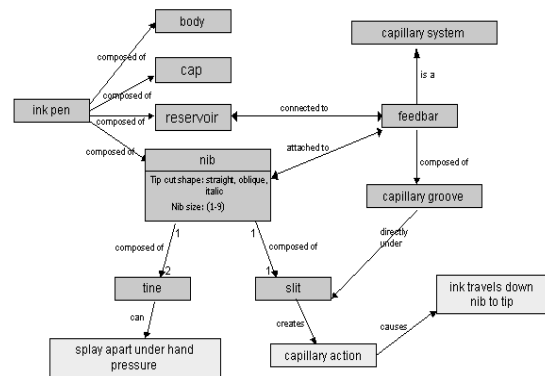 body
capillary system
composed of
cap
is a
composed of
ink pen
composed of
reservoir
connected to
feedbar
composed of
nib
attached to
Tip cut shape: straight, oblique,
italic
Nib size: (1-9)
composed of
capillary groove
1
1
directly
under
composed of
composed of
2
1
tine
slit
ink travels down
nib to tip
can
creates
causes
splay apart under hand
pressure
capillary action